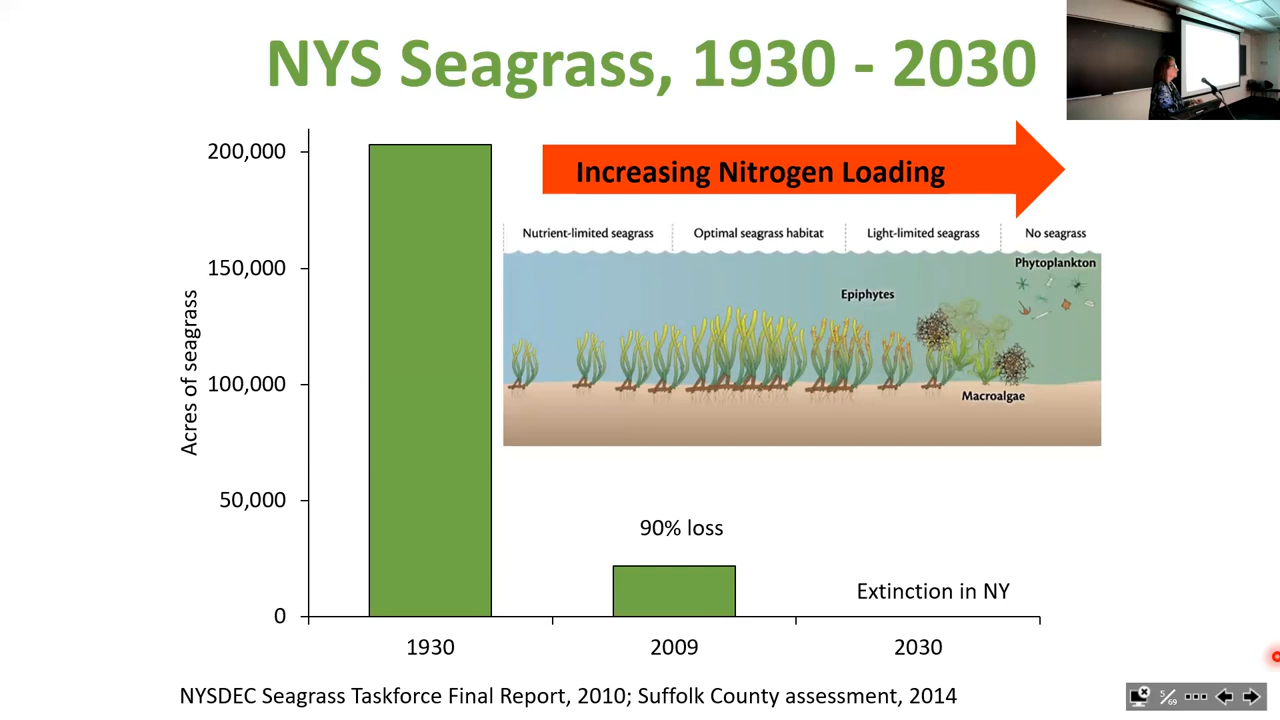 NYS Seagrass, 1930 - 2030
Increasing Nitrogen Loading
Nutrient-limited seagrass
Optimal seagrass habitat
Light-limited seagrass
No seagrass
Phytoplankton
Epiphytes
Macroalgae
Acres of seagrass
200,000
150,000
100,000
50,000
0
90% loss
Extinction in NY
1930
2009
2030
NYSDEC Seagrass Taskforce Final Report, 2010; Suffolk County assessment, 2014
5/69